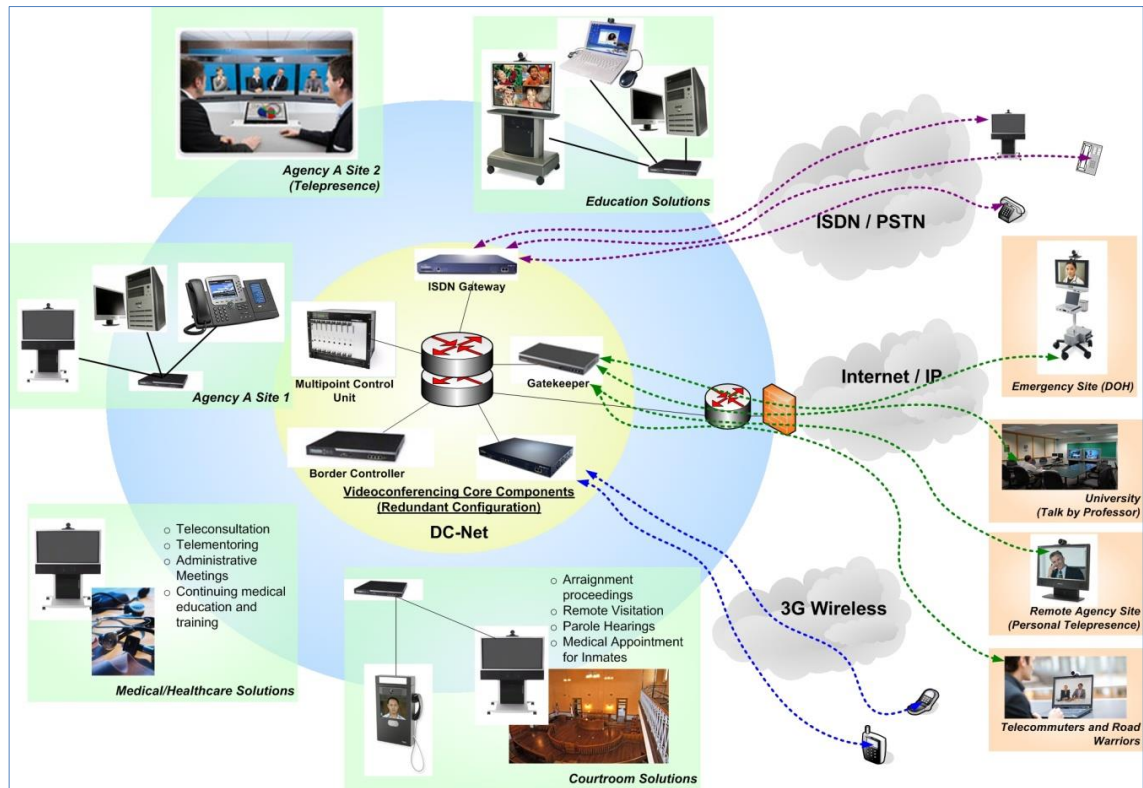 Agency A Site 2
(Telepresence)
Education Solutions
ISDN / PSTN
ISDN Gateway
Agency A Site 1
Multipoint Control
Unit
Gatekeeper
Internet / IP
Emergency Site (DOH)
Border Controller
Videoconferencing Core Components
(Redundant Configuration)
DC-Net
University
(Talk by Professor)
o Teleconsultation
o Telementoring
o Administrative
Meetings
o Continuing medical
education and
training
Medical/Healthcare Solutions
o Arraignment
proceedings
o Remote Visitation
o Parole Hearings
o Medical Appointment
for Inmates
Courtroom Solutions
3G Wireless
Remote Agency Site
(Personal Telepresence)
Telecommuters and Road
Warriors